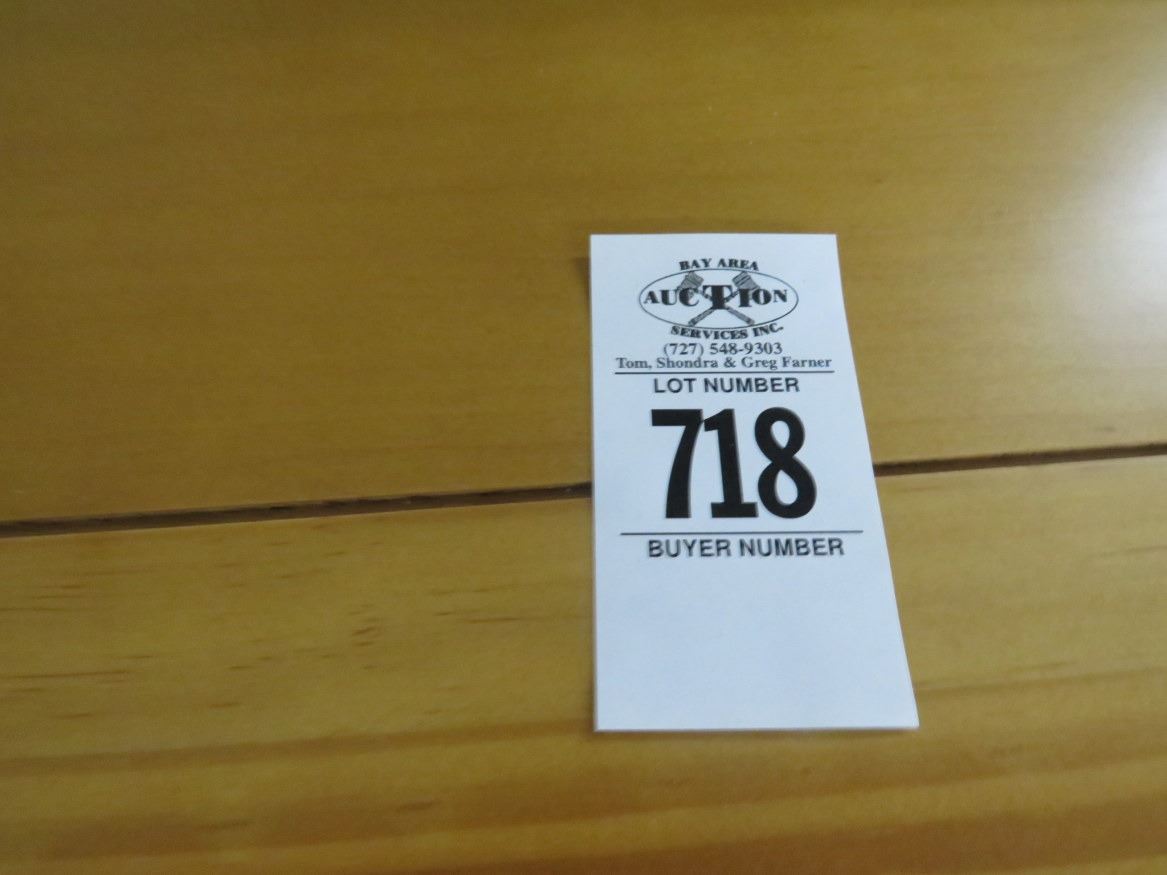 BAY AREA
AUCTION
SERVICES INC.
(727) 548-9303
Tom, Shondra & Greg Farner
LOT NUMBER
718
BUYER NUMBER